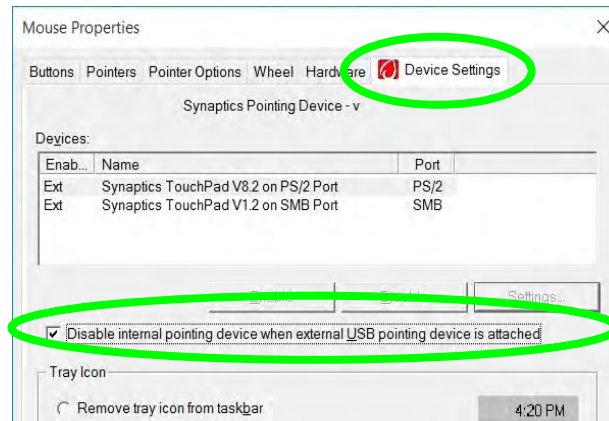 Mouse Properties
Buttons Pointers Pointer Options Wheel Hardware Device Settings
Synaptics Pointing Device - v
Devices:
Enab... Name Port
Ext Synaptics TouchPad V8.2 on PS/2 Port PS/2
Ext Synaptics TouchPad V1.2 on SMB Port SMB
Enable Settings...
Disable internal pointing device when external USB pointing device is attached
Tray Icon
Remove tray icon from taskbar
4:20 PM